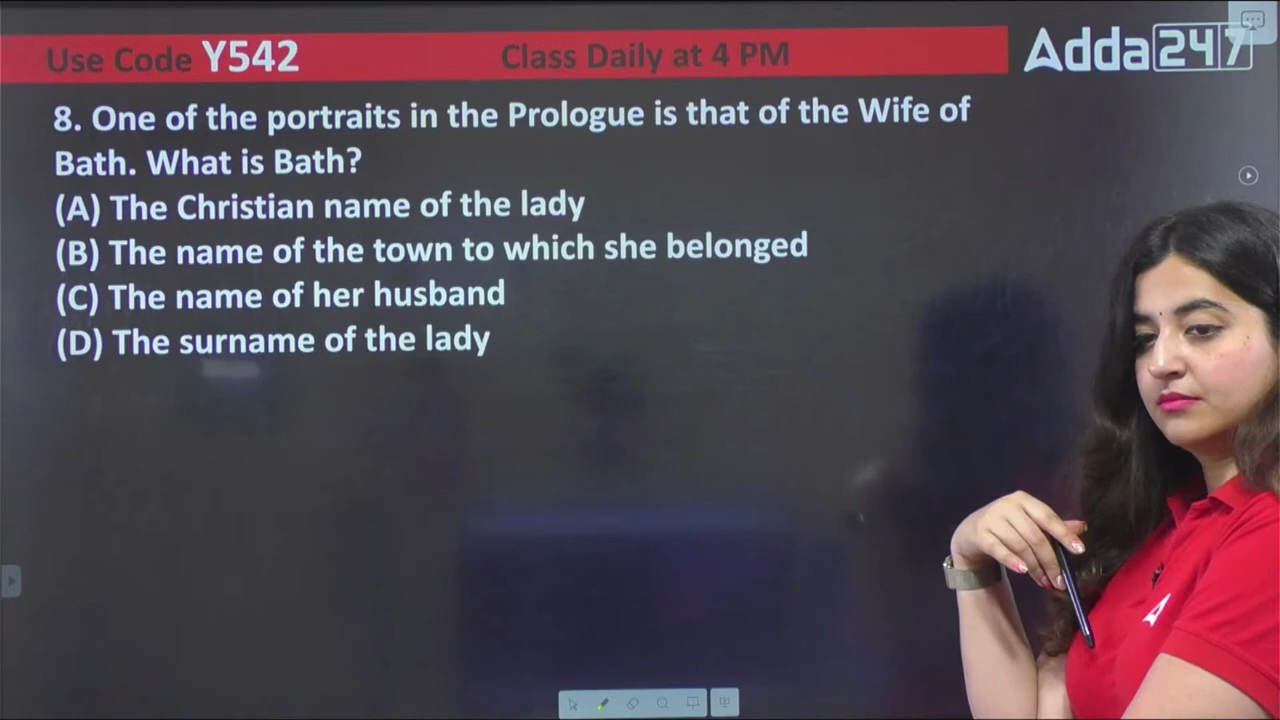 Use Code Y542 Class Daily at 4 PM Adda247
8. One of the portraits in the Prologue is that of the Wife of
Bath. What is Bath?
(A) The Christian name of the lady
(B) The name of the town to which she belonged
(C) The name of her husband
(D) The surname of the lady